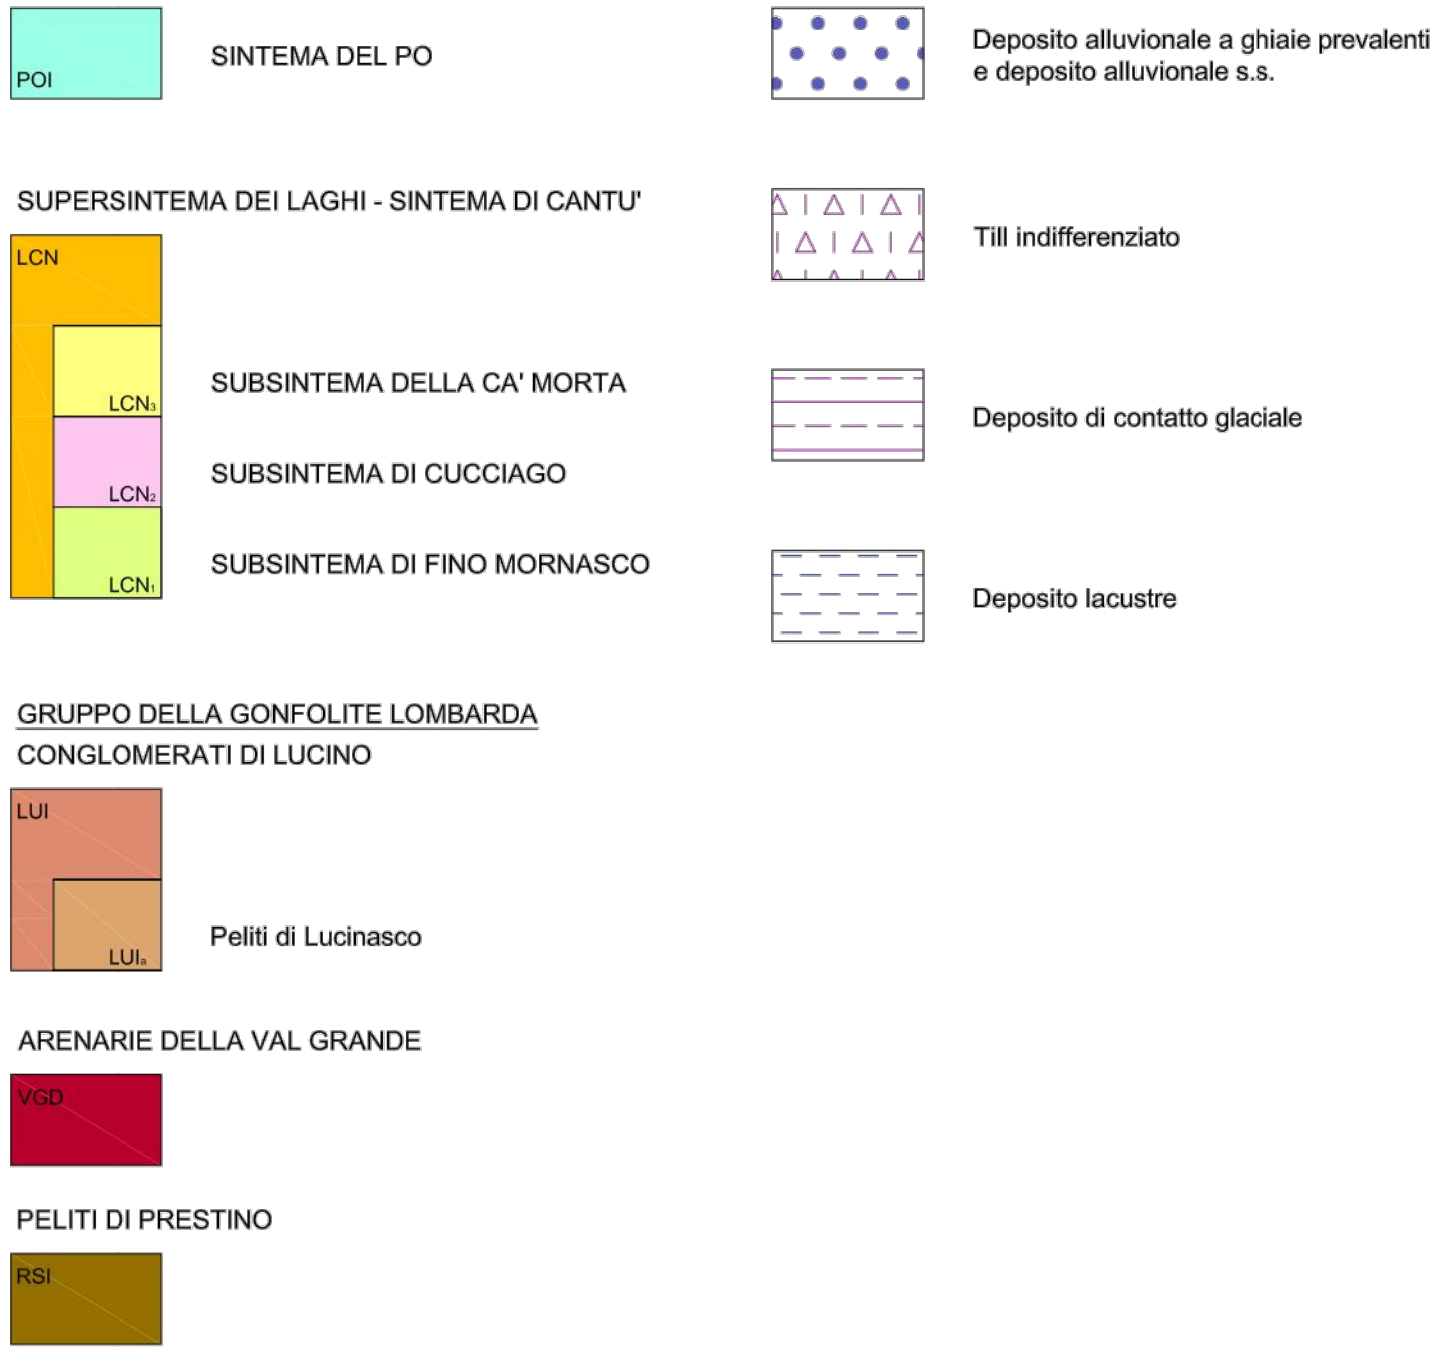 POI
SINTEMA DEL PO
Deposito alluvionale a ghiaie prevalenti
e deposito alluvionale s.s.
SUPERSINTEMA DEI LAGHI - SINTEMA DI CANTU'
Till indifferenziato
LCN
LCN₃
SUBSINTEMA DELLA CA' MORTA
Deposito di contatto glaciale
LCN₂
SUBSINTEMA DI CUCCIAGO
LCN₁
SUBSINTEMA DI FINO MORNASCO
Deposito lacustre
GRUPPO DELLA GONFOLITE LOMBARDA
CONGLOMERATI DI LUCINO
LUI
LUIₐ
Peliti di Lucinasco
ARENARIE DELLA VAL GRANDE
VGD
PELITI DI PRESTINO
RSI